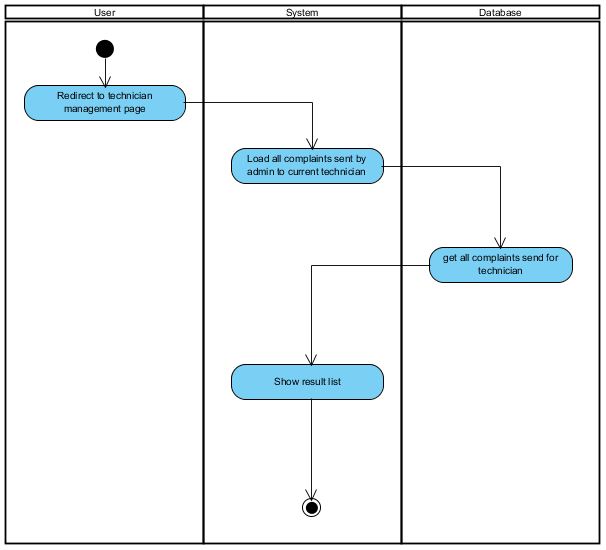 User
System
Database
Redirect to technician
management page
Load all complaints sent by
admin to current technician
get all complaints send for
technician
Show result list